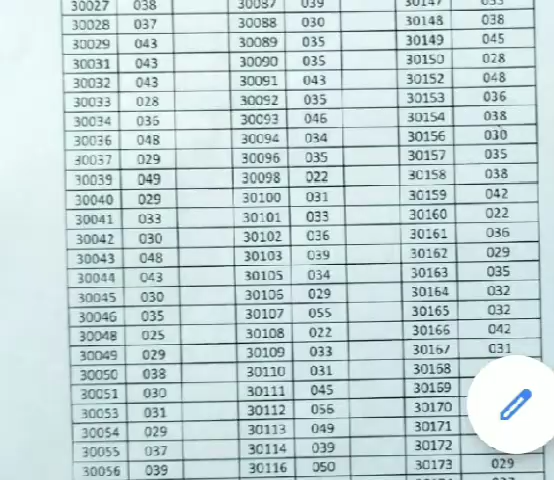 30027 038 30087 039 30147 033
30028 037 30088 030 30148 038
30029 043 30089 035 30149 045
30031 043 30090 035 30150 028
30032 043 30091 043 30152 048
30033 028 30092 035 30153 036
30034 036 30093 046 30154 038
30036 048 30094 034 30156 030
30037 029 30096 035 30157 035
30039 049 30098 022 30158 038
30040 029 30100 031 30159 042
30041 033 30101 033 30160 022
30042 030 30102 036 30161 036
30043 048 30103 039 30162 029
30044 043 30105 034 30163 035
30045 030 30106 029 30164 032
30046 035 30107 055 30165 032
30048 025 30108 022 30166 042
30049 029 30109 033 30167 031
30050 038 30110 031 30168
30051 030 30111 045 30169
30053 031 30112 056 30170
30054 029 30113 049 30171
30055 037 30114 039 30172
30056 039 30116 050 30173 029